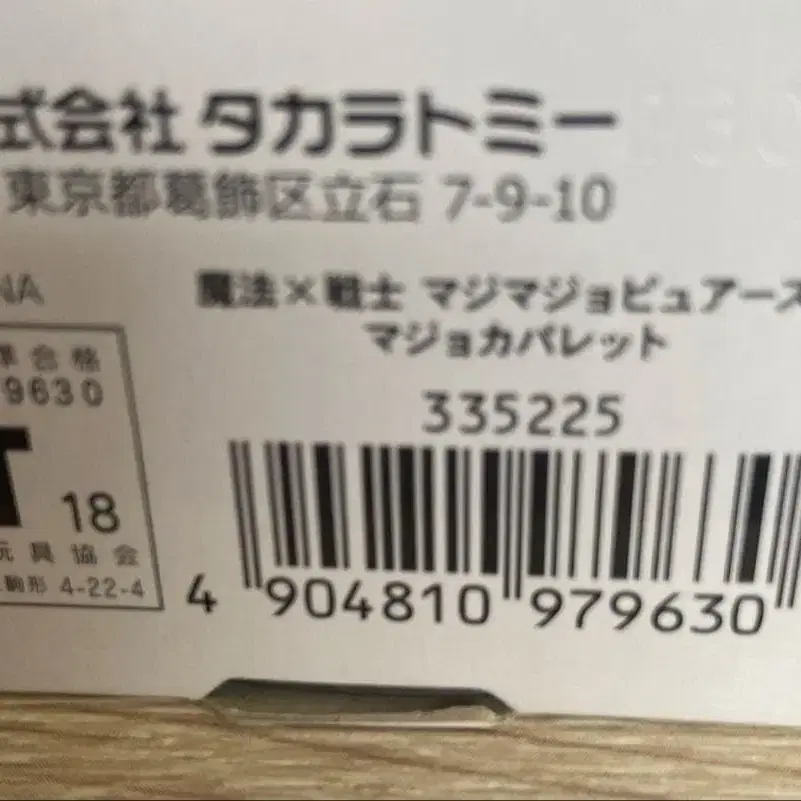 式会社 タカラトミー
東京都葛飾区立石 7-9-10
NA
魔法×戦士 マジマジョピュアーズ
マジョカパレット
335225
準合格
9630
T
18
玩具協会
駒形 4-22-4
4 904810 979630